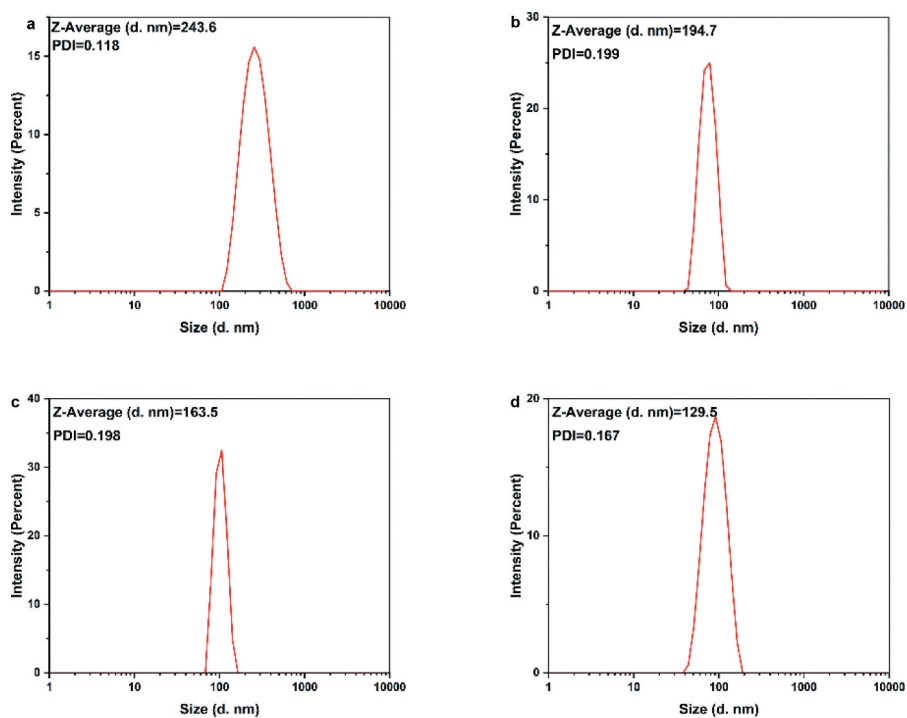 a
Z-Average (d. nm)=243.6
PDI=0.118
15
10
5
0
Intensity (Percent)
1
10
100
1000
10000
Size (d. nm)
b
30
Z-Average (d. nm)=194.7
PDI=0.199
20
10
0
Intensity (Percent)
1
10
100
1000
10000
Size (d. nm)
c
40
Z-Average (d. nm)=163.5
PDI=0.198
30
20
10
0
Intensity (Percent)
1
10
100
1000
10000
Size (d. nm)
d
20
Z-Average (d. nm)=129.5
PDI=0.167
10
0
Intensity (Percent)
1
10
100
1000
10000
Size (d. nm)